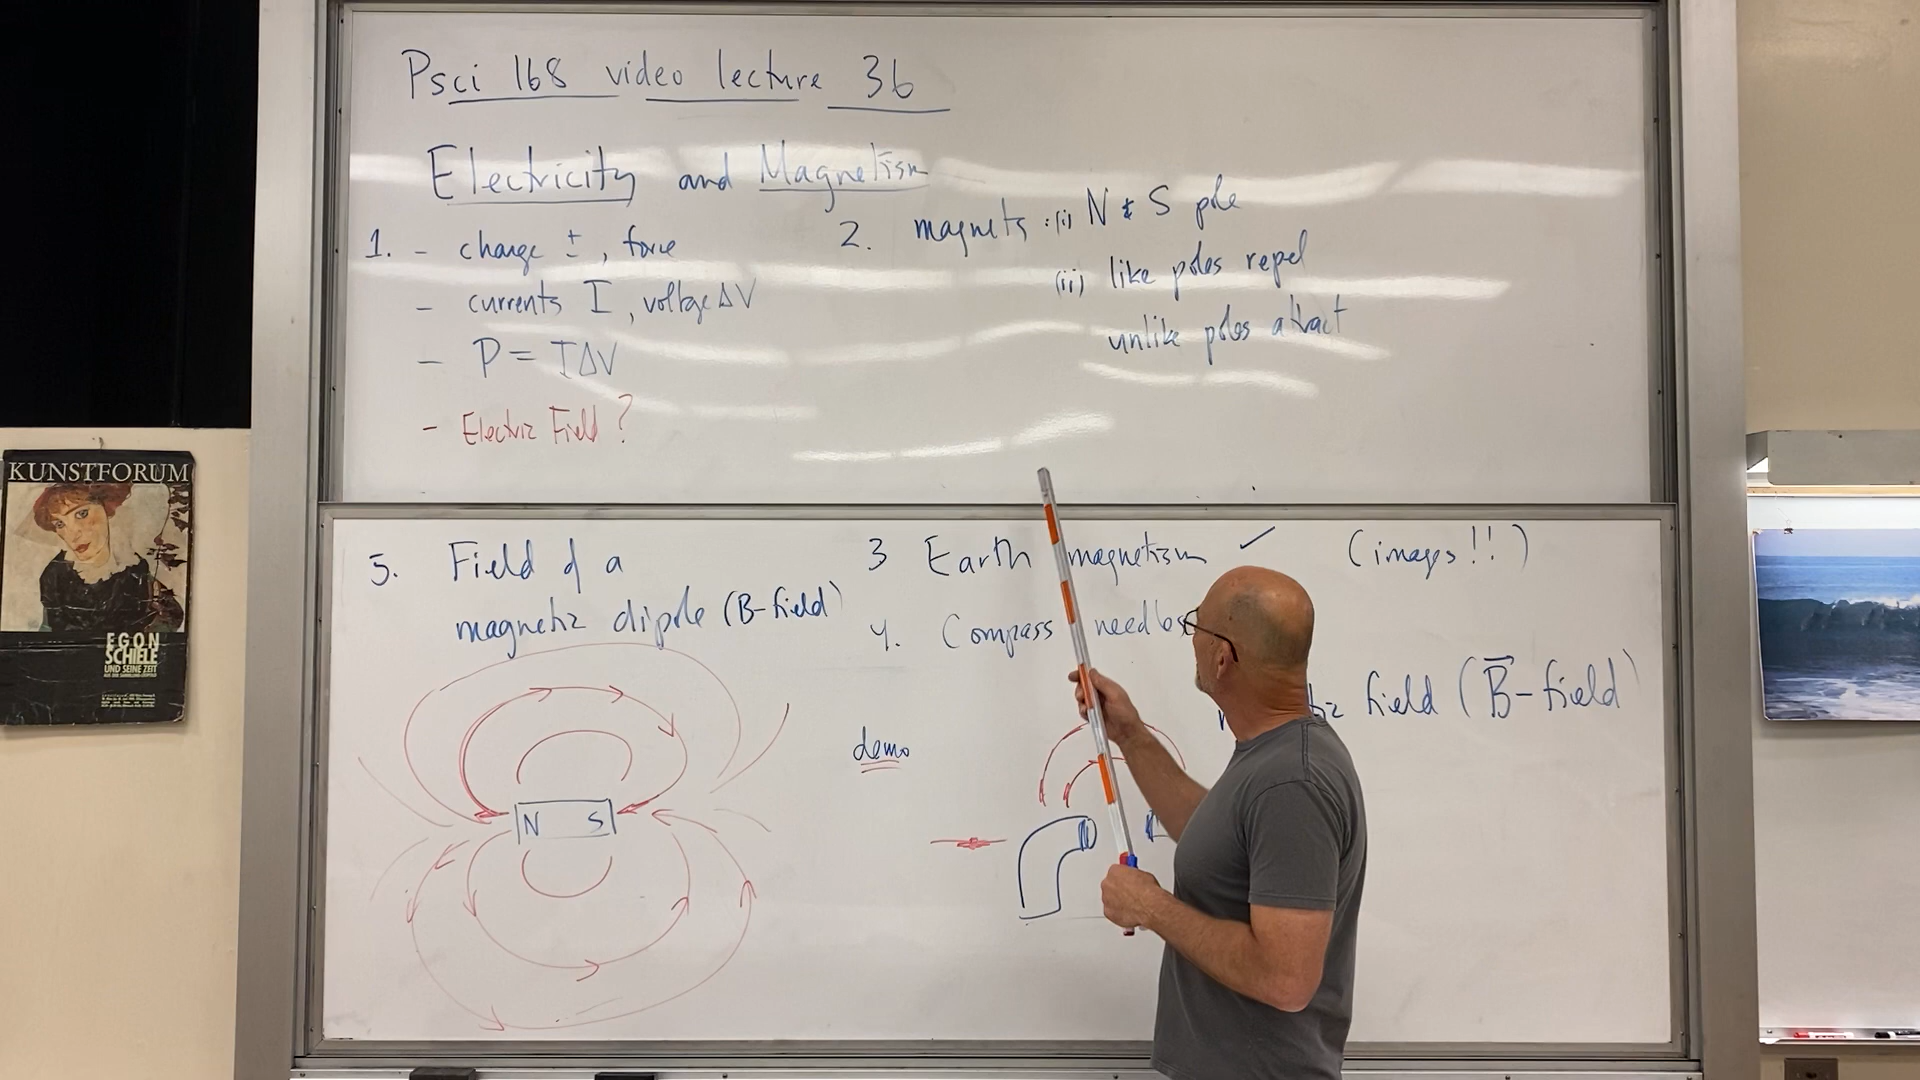 Psci 168 video lecture 36
Electricity and Magnetism
1. - charge ±, force
- currents I, voltage ΔV
- P = IΔV
- Electric Field?
2. magnets: (i) N & S pole
(ii) like poles repel
unlike poles attract
5. Field of a
magnetic dipole (B-field)
N S
3 Earth magnetism ✓ (images!!)
4. Compass needles
field (B⃗-field)
demo
KUNSTFORUM
EGON
SCHIELE
UND SEINE ZEIT